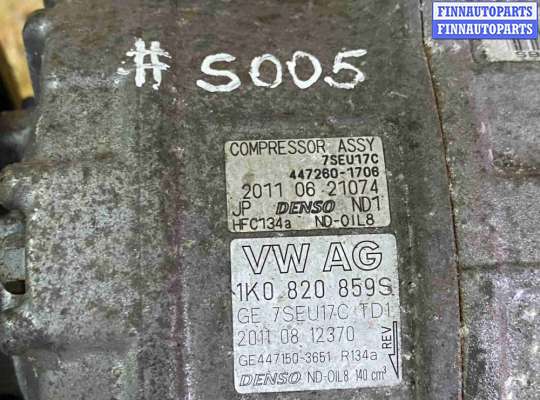 FINNAUTOPARTS
FINNAUTOPARTS
# S005
COMPRESSOR ASSY
7SEU17C
447260-1706
2011 06 21074
JP DENSO ND1
HFC134a ND-OIL8
VW AG
1K0 820 859S
GE 7SEU17C TD1
2011 08 12370
GE447150-3651 R134a
REV
DENSO ND-OIL8 140 cm³